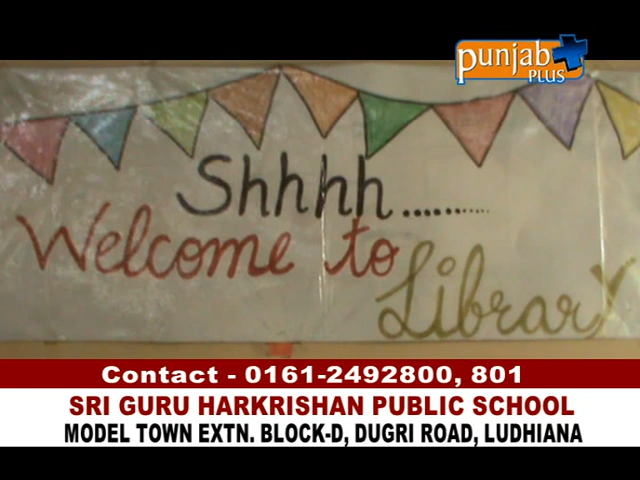 punjab
PLUS
Shhhh..........
Welcome to
Library
Contact - 0161-2492800, 801
SRI GURU HARKRISHAN PUBLIC SCHOOL
MODEL TOWN EXTN. BLOCK-D, DUGRI ROAD, LUDHIANA